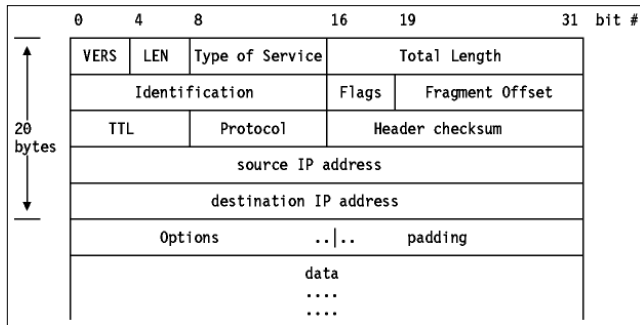 0 4 8 16 19 31 bit #
VERS LEN Type of Service Total Length
Identification Flags Fragment Offset
20 bytes
TTL Protocol Header checksum
source IP address
destination IP address
Options ..|.. padding
data
....
....